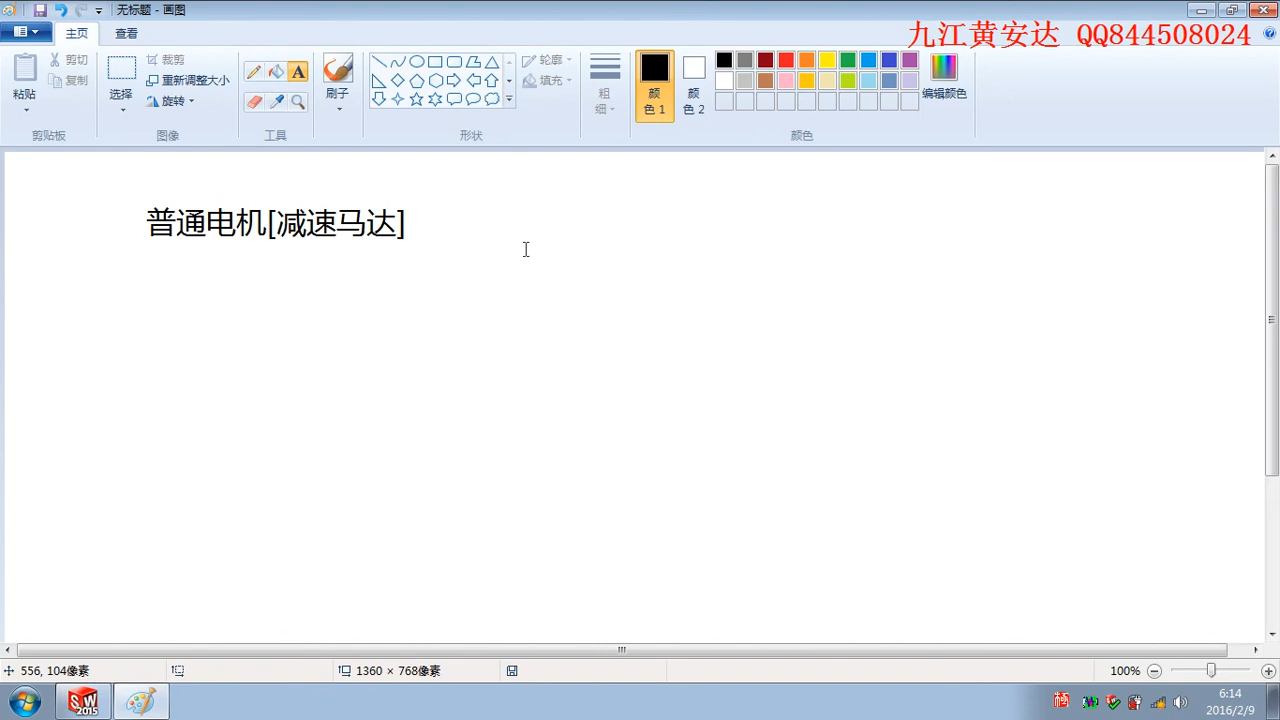 无标题 - 画图
九江黄安达 QQ844508024
主页
查看
粘贴
剪切
复制
剪贴板
选择
裁剪
重新调整大小
旋转
图像
A
工具
刷子
轮廓
填充
形状
粗细
颜色 1
颜色 2
编辑颜色
颜色
普通电机[减速马达]
556, 104像素
1360 × 768像素
100%
SW
2015
6:14
2016/2/9